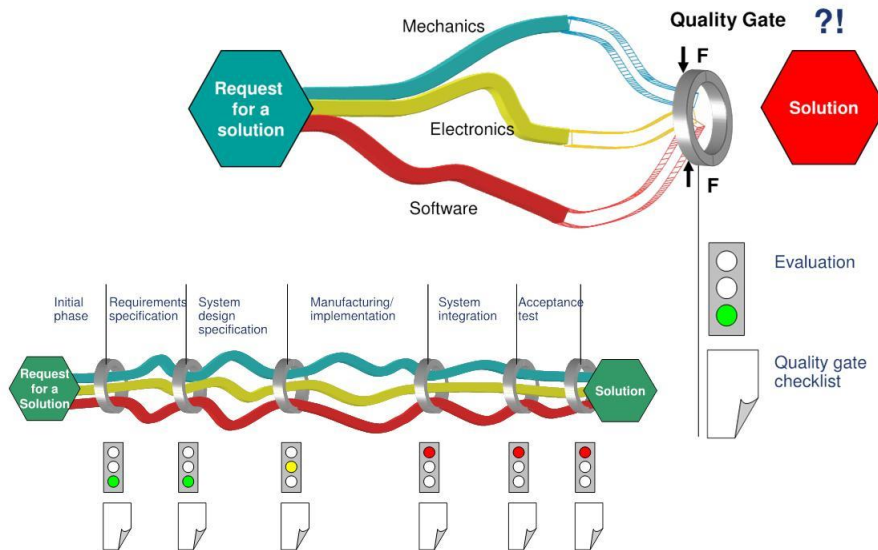 Mechanics
Quality Gate
?!
F
Request
for a
solution
Solution
Electronics
F
Software
Evaluation
Initial
phase
Requirements
specification
System
design
specification
Manufacturing/
implementation
System
integration
Acceptance
test
Quality gate
checklist
Request
for a
Solution
Solution